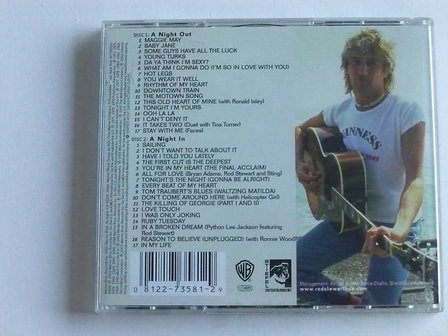 DISC 1: A Night Out
1 MAGGIE MAY
2 BABY JANE
3 SOME GUYS HAVE ALL THE LUCK
4 YOUNG TURKS
5 DA YA THINK I'M SEXY?
6 WHAT AM I GONNA DO (I'M SO IN LOVE WITH YOU)
7 HOT LEGS
8 YOU WEAR IT WELL
9 RHYTHM OF MY HEART
10 DOWNTOWN TRAIN
11 THE MOTOWN SONG
12 THIS OLD HEART OF MINE (with Ronald Isley)
13 TONIGHT I'M YOURS
14 OOH LA LA
15 I CAN'T DENY IT
16 IT TAKES TWO (Duet with Tina Turner)
17 STAY WITH ME (Faces)
DISC 2: A Night In
1 SAILING
2 I DON'T WANT TO TALK ABOUT IT
3 HAVE I TOLD YOU LATELY
4 THE FIRST CUT IS THE DEEPEST
5 YOU'RE IN MY HEART (THE FINAL ACCLAIM)
6 ALL FOR LOVE (Bryan Adams, Rod Stewart and Sting)
7 TONIGHT'S THE NIGHT (GONNA BE ALRIGHT)
8 EVERY BEAT OF MY HEART
9 TOM TRAUBERT'S BLUES (WALTZING MATILDA)
10 DON'T COME AROUND HERE (with Helicopter Girl)
11 THE KILLING OF GEORGIE (PART I AND II)
12 LOVE TOUCH
13 I WAS ONLY JOKING
14 RUBY TUESDAY
15 IN A BROKEN DREAM (Python Lee Jackson featuring
Rod Stewart)
16 REASON TO BELIEVE (UNPLUGGED) (with Ronnie Wood)
17 IN MY LIFE
GUINNESS
0 8122-73581-2 9
WB
ENTERTAINMENT
Management:
www.rodstewart